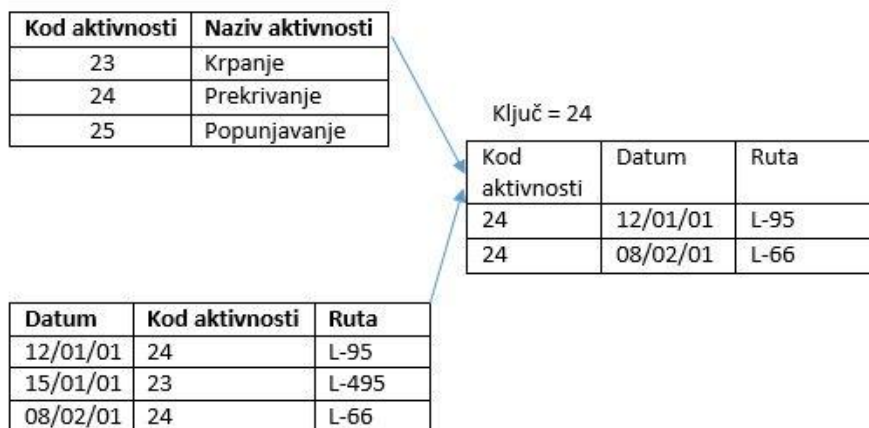 Kod aktivnosti Naziv aktivnosti
23 Krpanje
24 Prekrivanje
25 Popunjavanje
Ključ = 24
Kod aktivnosti Datum Ruta
24 12/01/01 L-95
24 08/02/01 L-66
Datum Kod aktivnosti Ruta
12/01/01 24 L-95
15/01/01 23 L-495
08/02/01 24 L-66